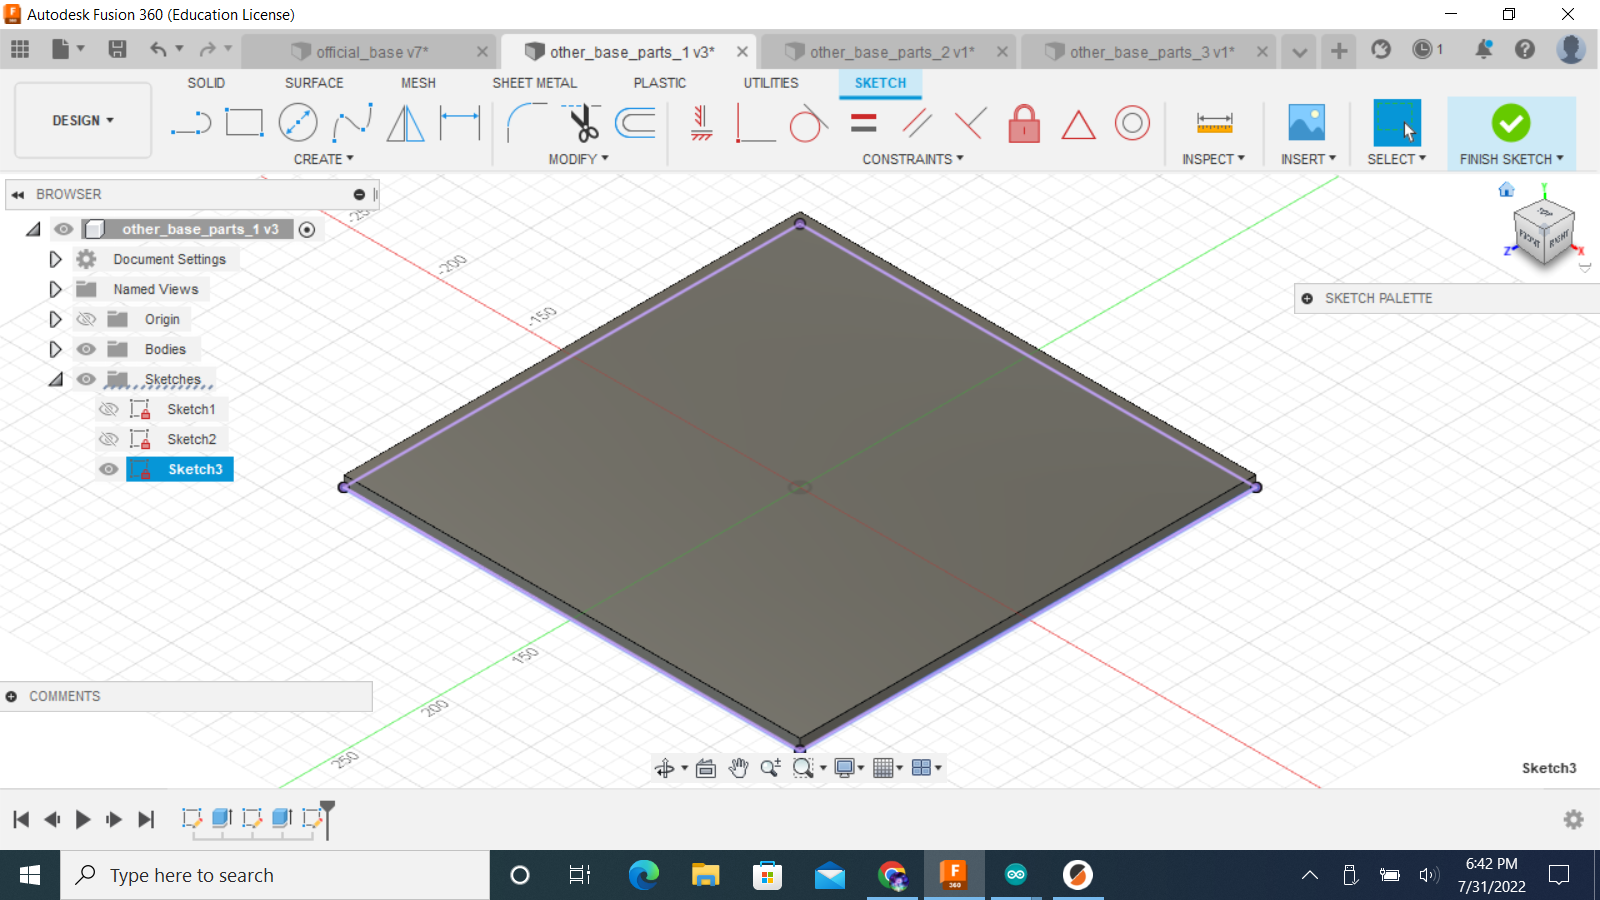 Autodesk Fusion 360 (Education License)
official_base v7*
other_base_parts_1 v3*
other_base_parts_2 v1*
other_base_parts_3 v1*
1
SOLID
SURFACE
MESH
SHEET METAL
PLASTIC
UTILITIES
SKETCH
DESIGN
CREATE
MODIFY
CONSTRAINTS
INSPECT
INSERT
SELECT
FINISH SKETCH
BROWSER
other_base_parts_1 v3
Document Settings
Named Views
Origin
Bodies
Sketches
Sketch1
Sketch2
Sketch3
-250
-200
-150
150
200
250
Y
TOP
FRONT
RIGHT
Z
X
SKETCH PALETTE
COMMENTS
Sketch3
Type here to search
F
360
6:42 PM
7/31/2022